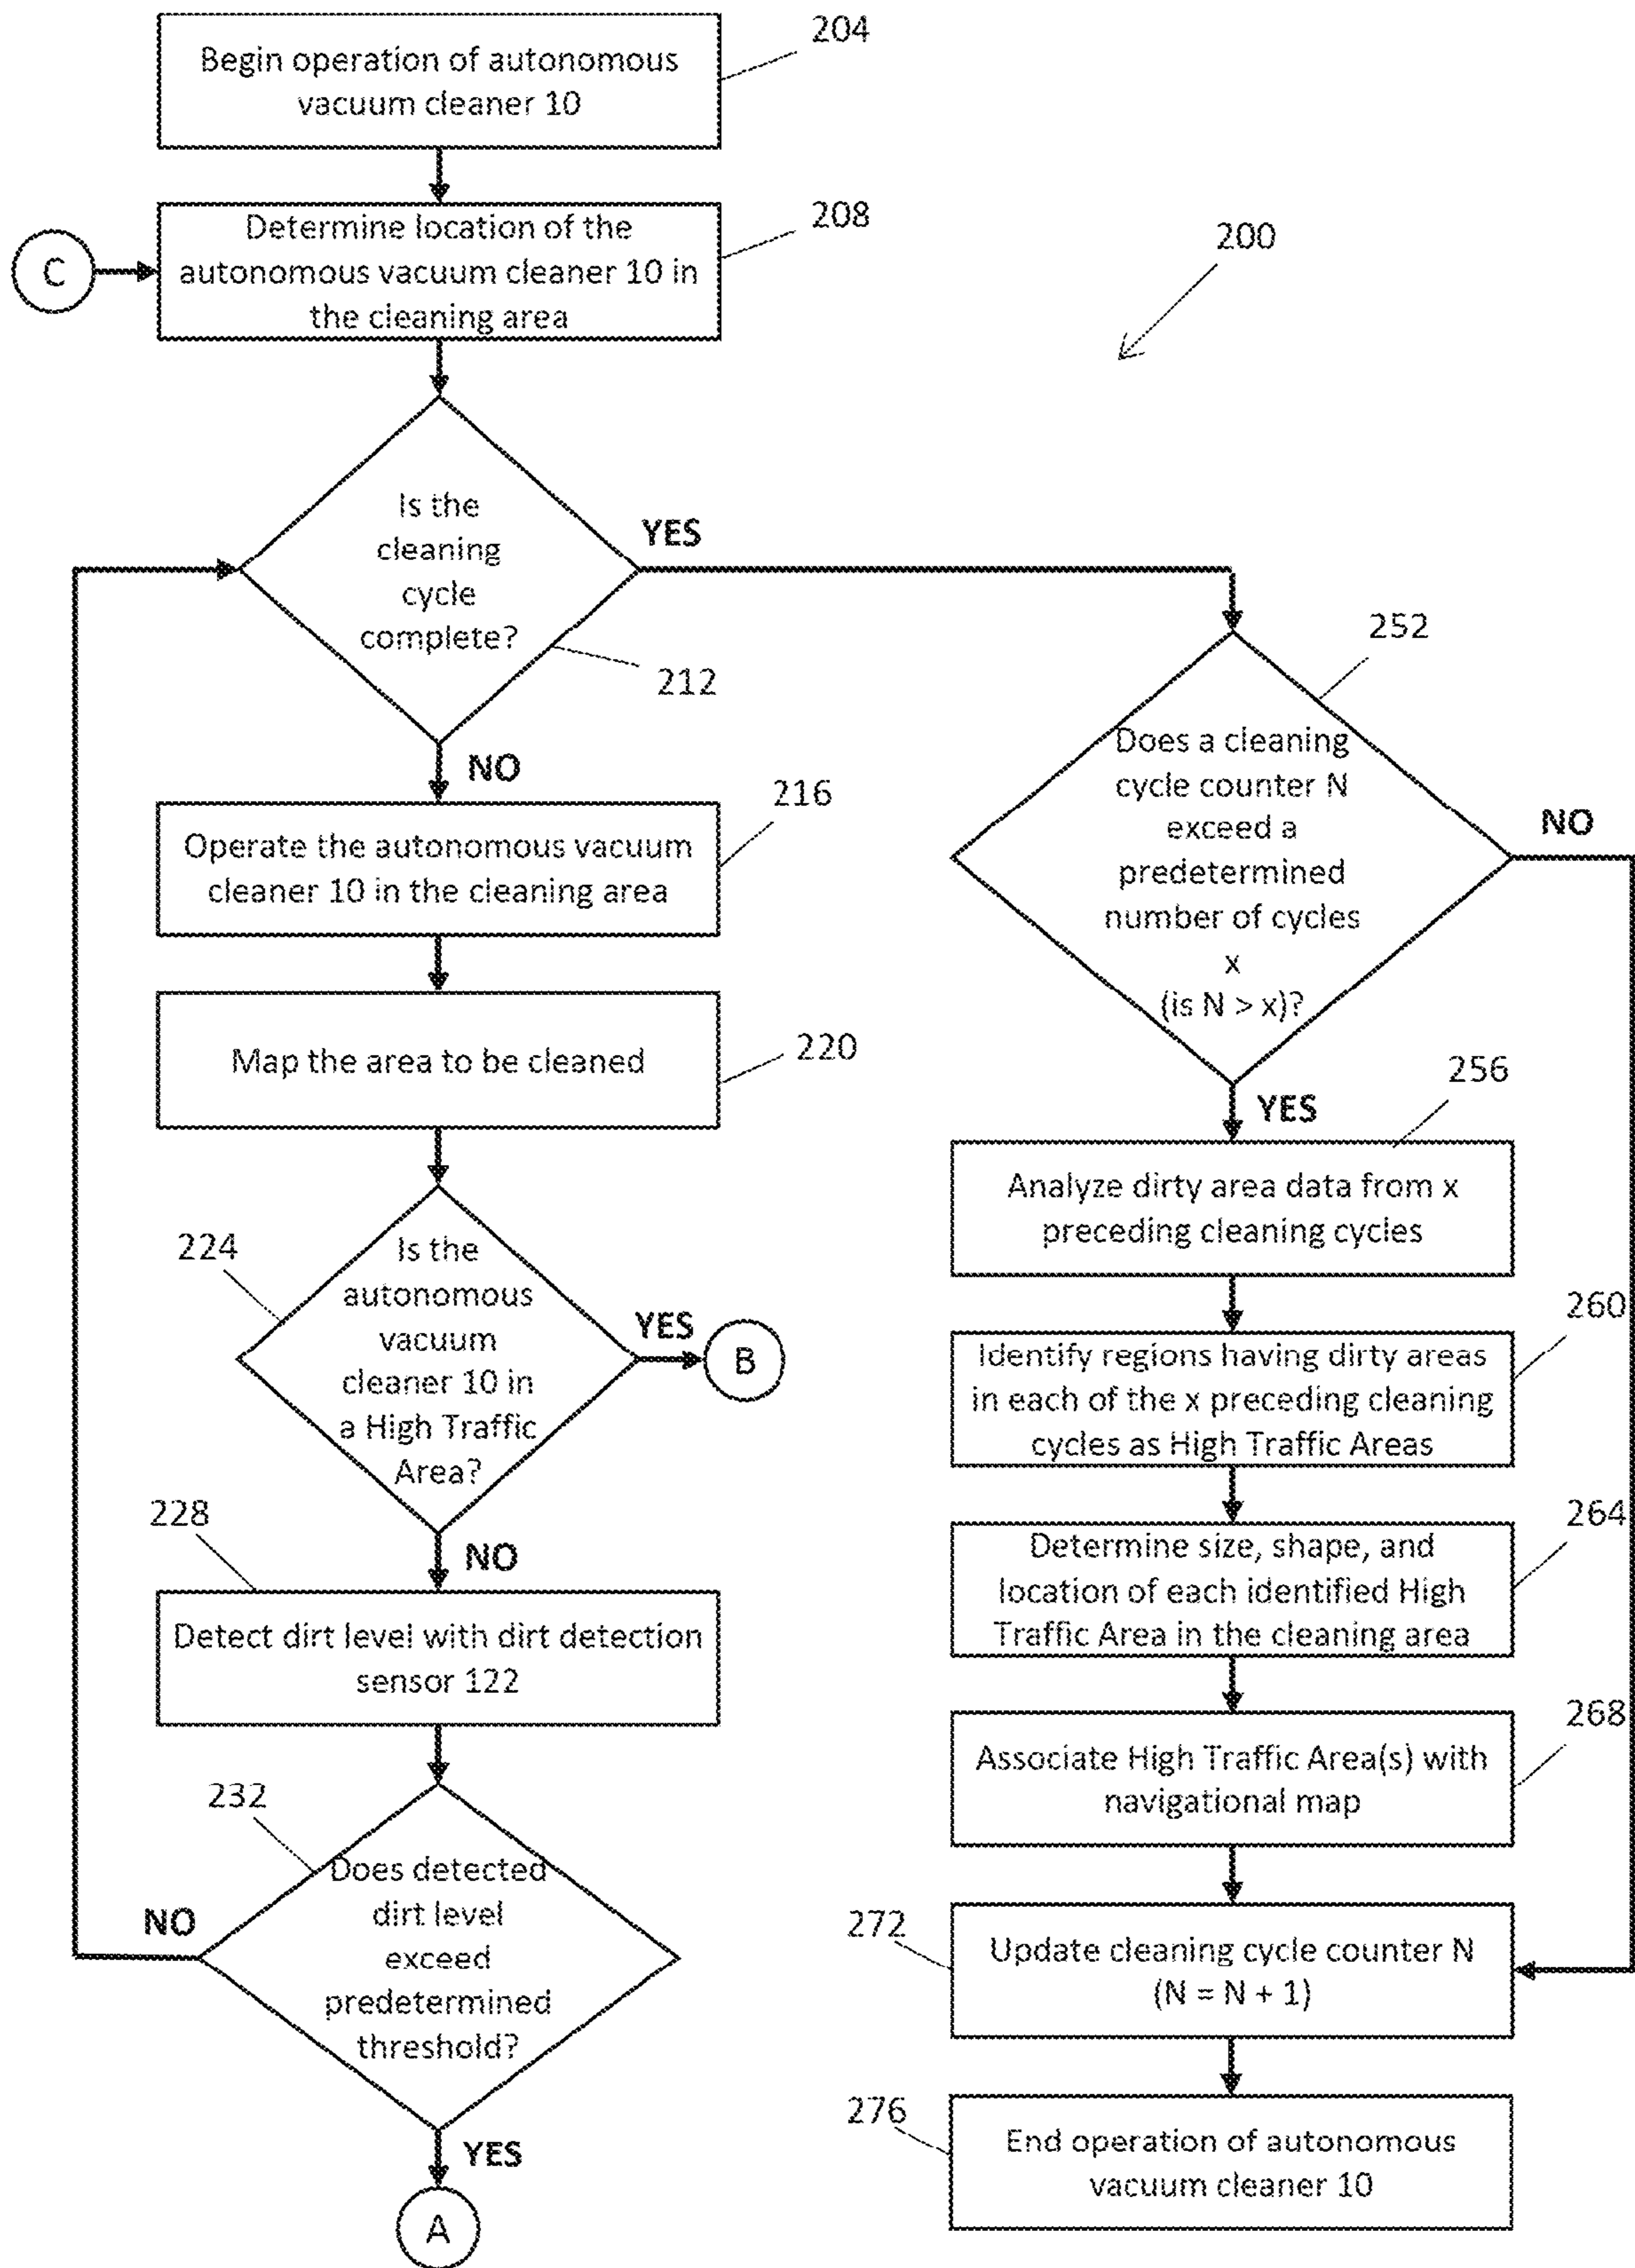 Begin operation of autonomous
vacuum cleaner 10
204
Determine location of the
autonomous vacuum cleaner 10 in
the cleaning area
208
C
200
Is the
cleaning
cycle
complete?
YES
212
NO
Operate the autonomous vacuum
cleaner 10 in the cleaning area
216
Map the area to be cleaned
220
224
Is the
autonomous
vacuum
cleaner 10 in
a High Traffic
Area?
YES
B
NO
228
Detect dirt level with dirt detection
sensor 122
232
Does detected
dirt level
exceed
predetermined
threshold?
NO
YES
A
252
Does a cleaning
cycle counter N
exceed a
predetermined
number of cycles
x
(is N > x)?
NO
YES
256
Analyze dirty area data from x
preceding cleaning cycles
260
Identify regions having dirty areas
in each of the x preceding cleaning
cycles as High Traffic Areas
264
Determine size, shape, and
location of each identified High
Traffic Area in the cleaning area
268
Associate High Traffic Area(s) with
navigational map
272
Update cleaning cycle counter N
(N = N + 1)
276
End operation of autonomous
vacuum cleaner 10